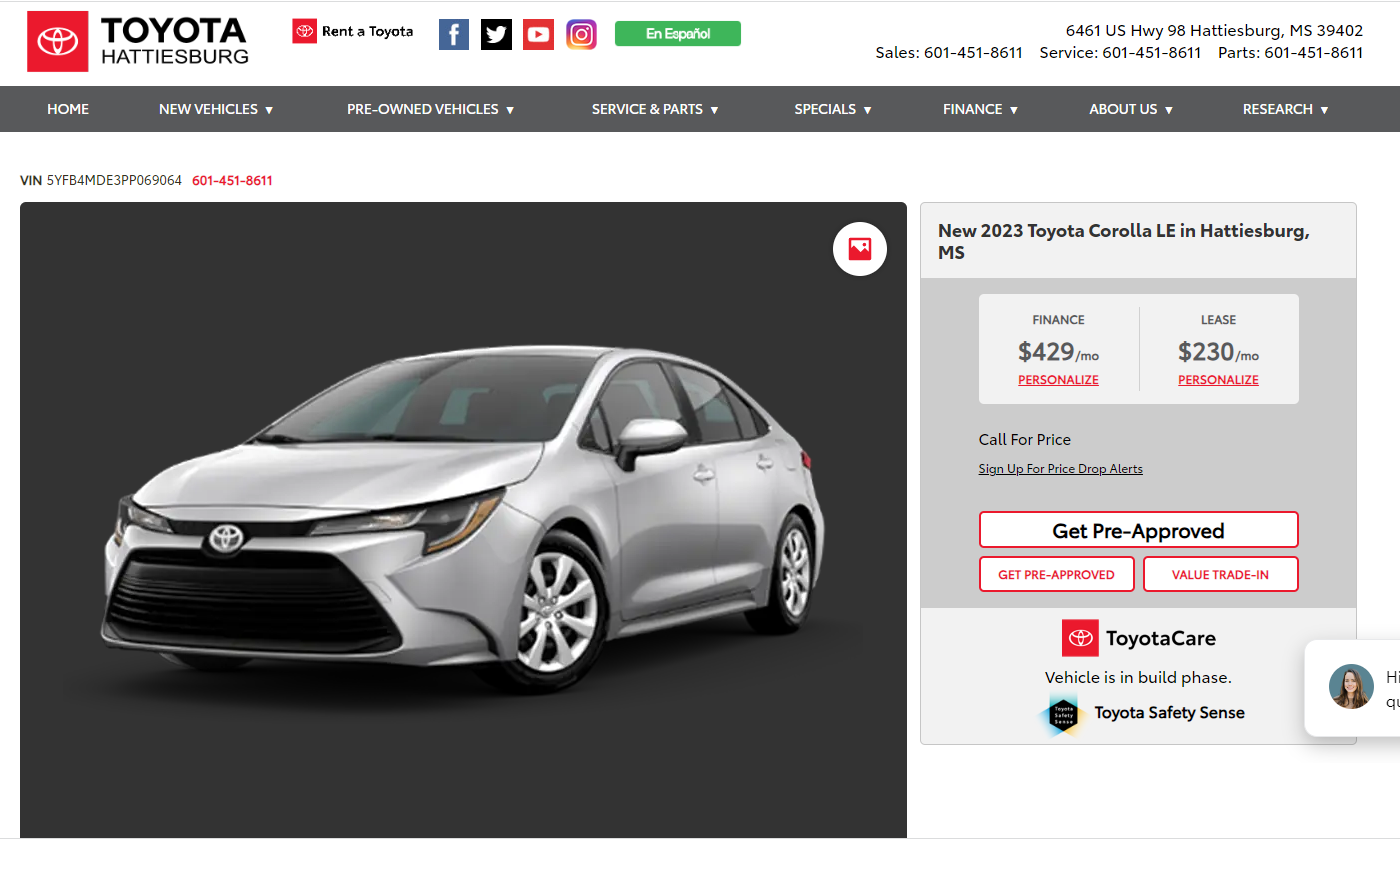 TOYOTA
HATTIESBURG
Rent a Toyota
En Español
6461 US Hwy 98 Hattiesburg, MS 39402
Sales: 601-451-8611 Service: 601-451-8611 Parts: 601-451-8611
HOME NEW VEHICLES ▼ PRE-OWNED VEHICLES ▼ SERVICE & PARTS ▼ SPECIALS ▼ FINANCE ▼ ABOUT US ▼ RESEARCH ▼
VIN 5YFB4MDE3PP069064 601-451-8611
New 2023 Toyota Corolla LE in Hattiesburg,
MS
FINANCE LEASE
$429/mo $230/mo
PERSONALIZE PERSONALIZE
Call For Price
Sign Up For Price Drop Alerts
Get Pre-Approved
GET PRE-APPROVED VALUE TRADE-IN
ToyotaCare
Vehicle is in build phase.
Toyota
Safety
Sense
Toyota Safety Sense
Hi
qu